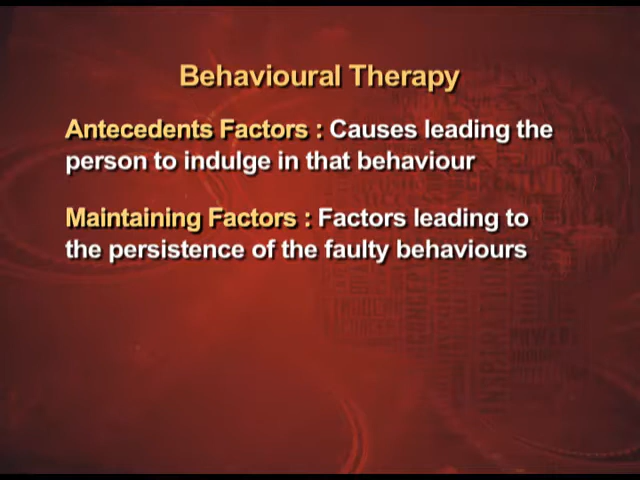 Behavioural Therapy
Antecedents Factors : Causes leading the
person to indulge in that behaviour
Maintaining Factors : Factors leading to
the persistence of the faulty behaviours